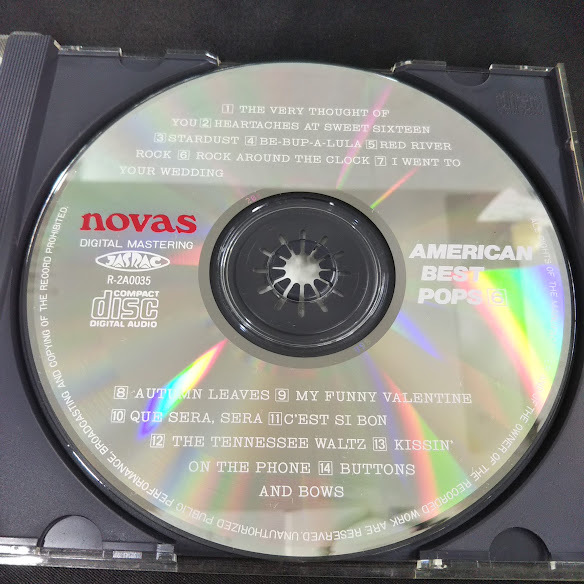 1 THE VERY THOUGHT OF
YOU 2 HEARTACHES AT SWEET SIXTEEN
3 STARDUST 4 BE-BUP-A-LULA 5 RED RIVER
ROCK 6 ROCK AROUND THE CLOCK 7 I WENT TO
YOUR WEDDING
novas
DIGITAL MASTERING
JASRAC
R-2A0035
COMPACT
disc
DIGITAL AUDIO
AMERICAN
BEST
POPS 6
8 AUTUMN LEAVES 9 MY FUNNY VALENTINE
10 QUE SERA, SERA 11 C'EST SI BON
12 THE TENNESSEE WALTZ 13 KISSIN'
ON THE PHONE 14 BUTTONS
AND BOWS
OF THE OWNER OF THE RECORDED WORK ARE RESERVED. UNAUTHORIZED PUBLIC PERFORMANCE BROADCASTING AND COPYING OF THE RECORD PROHIBITED.